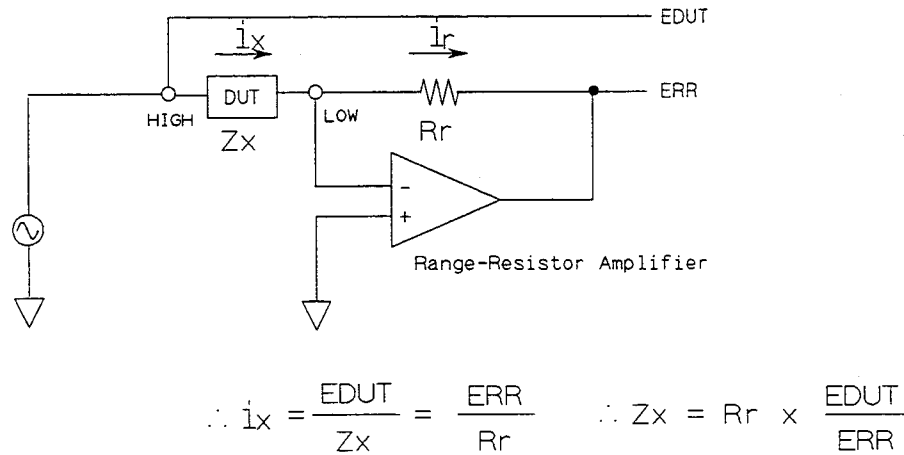 EDUT
ix
ir
DUT
ERR
HIGH
LOW
Zx
Rr
-
+
Range-Resistor Amplifier
∴ ix = EDUT / Zx = ERR / Rr ∴ Zx = Rr x EDUT / ERR